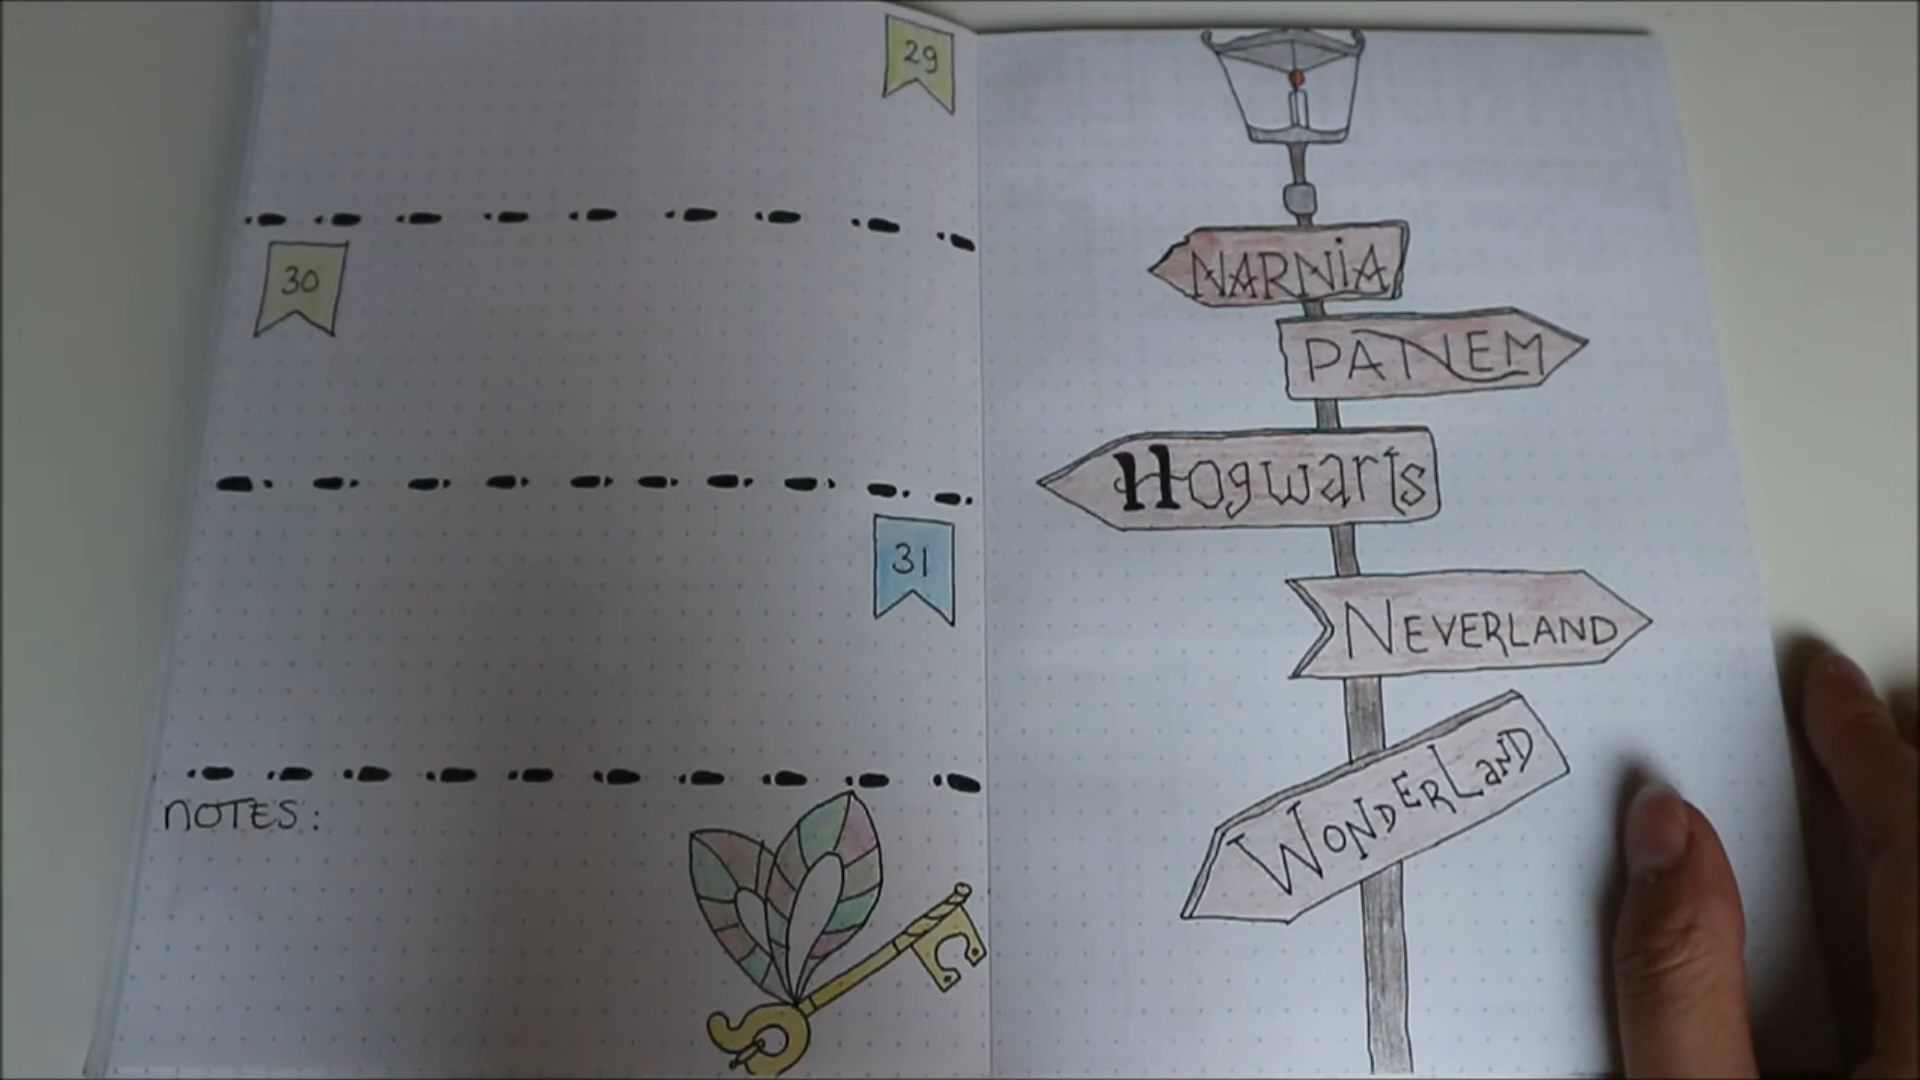 29
30
31
NOTES:
NARNiA
PANEM
Hogwarts
NEVERLAND
WONDERLaND